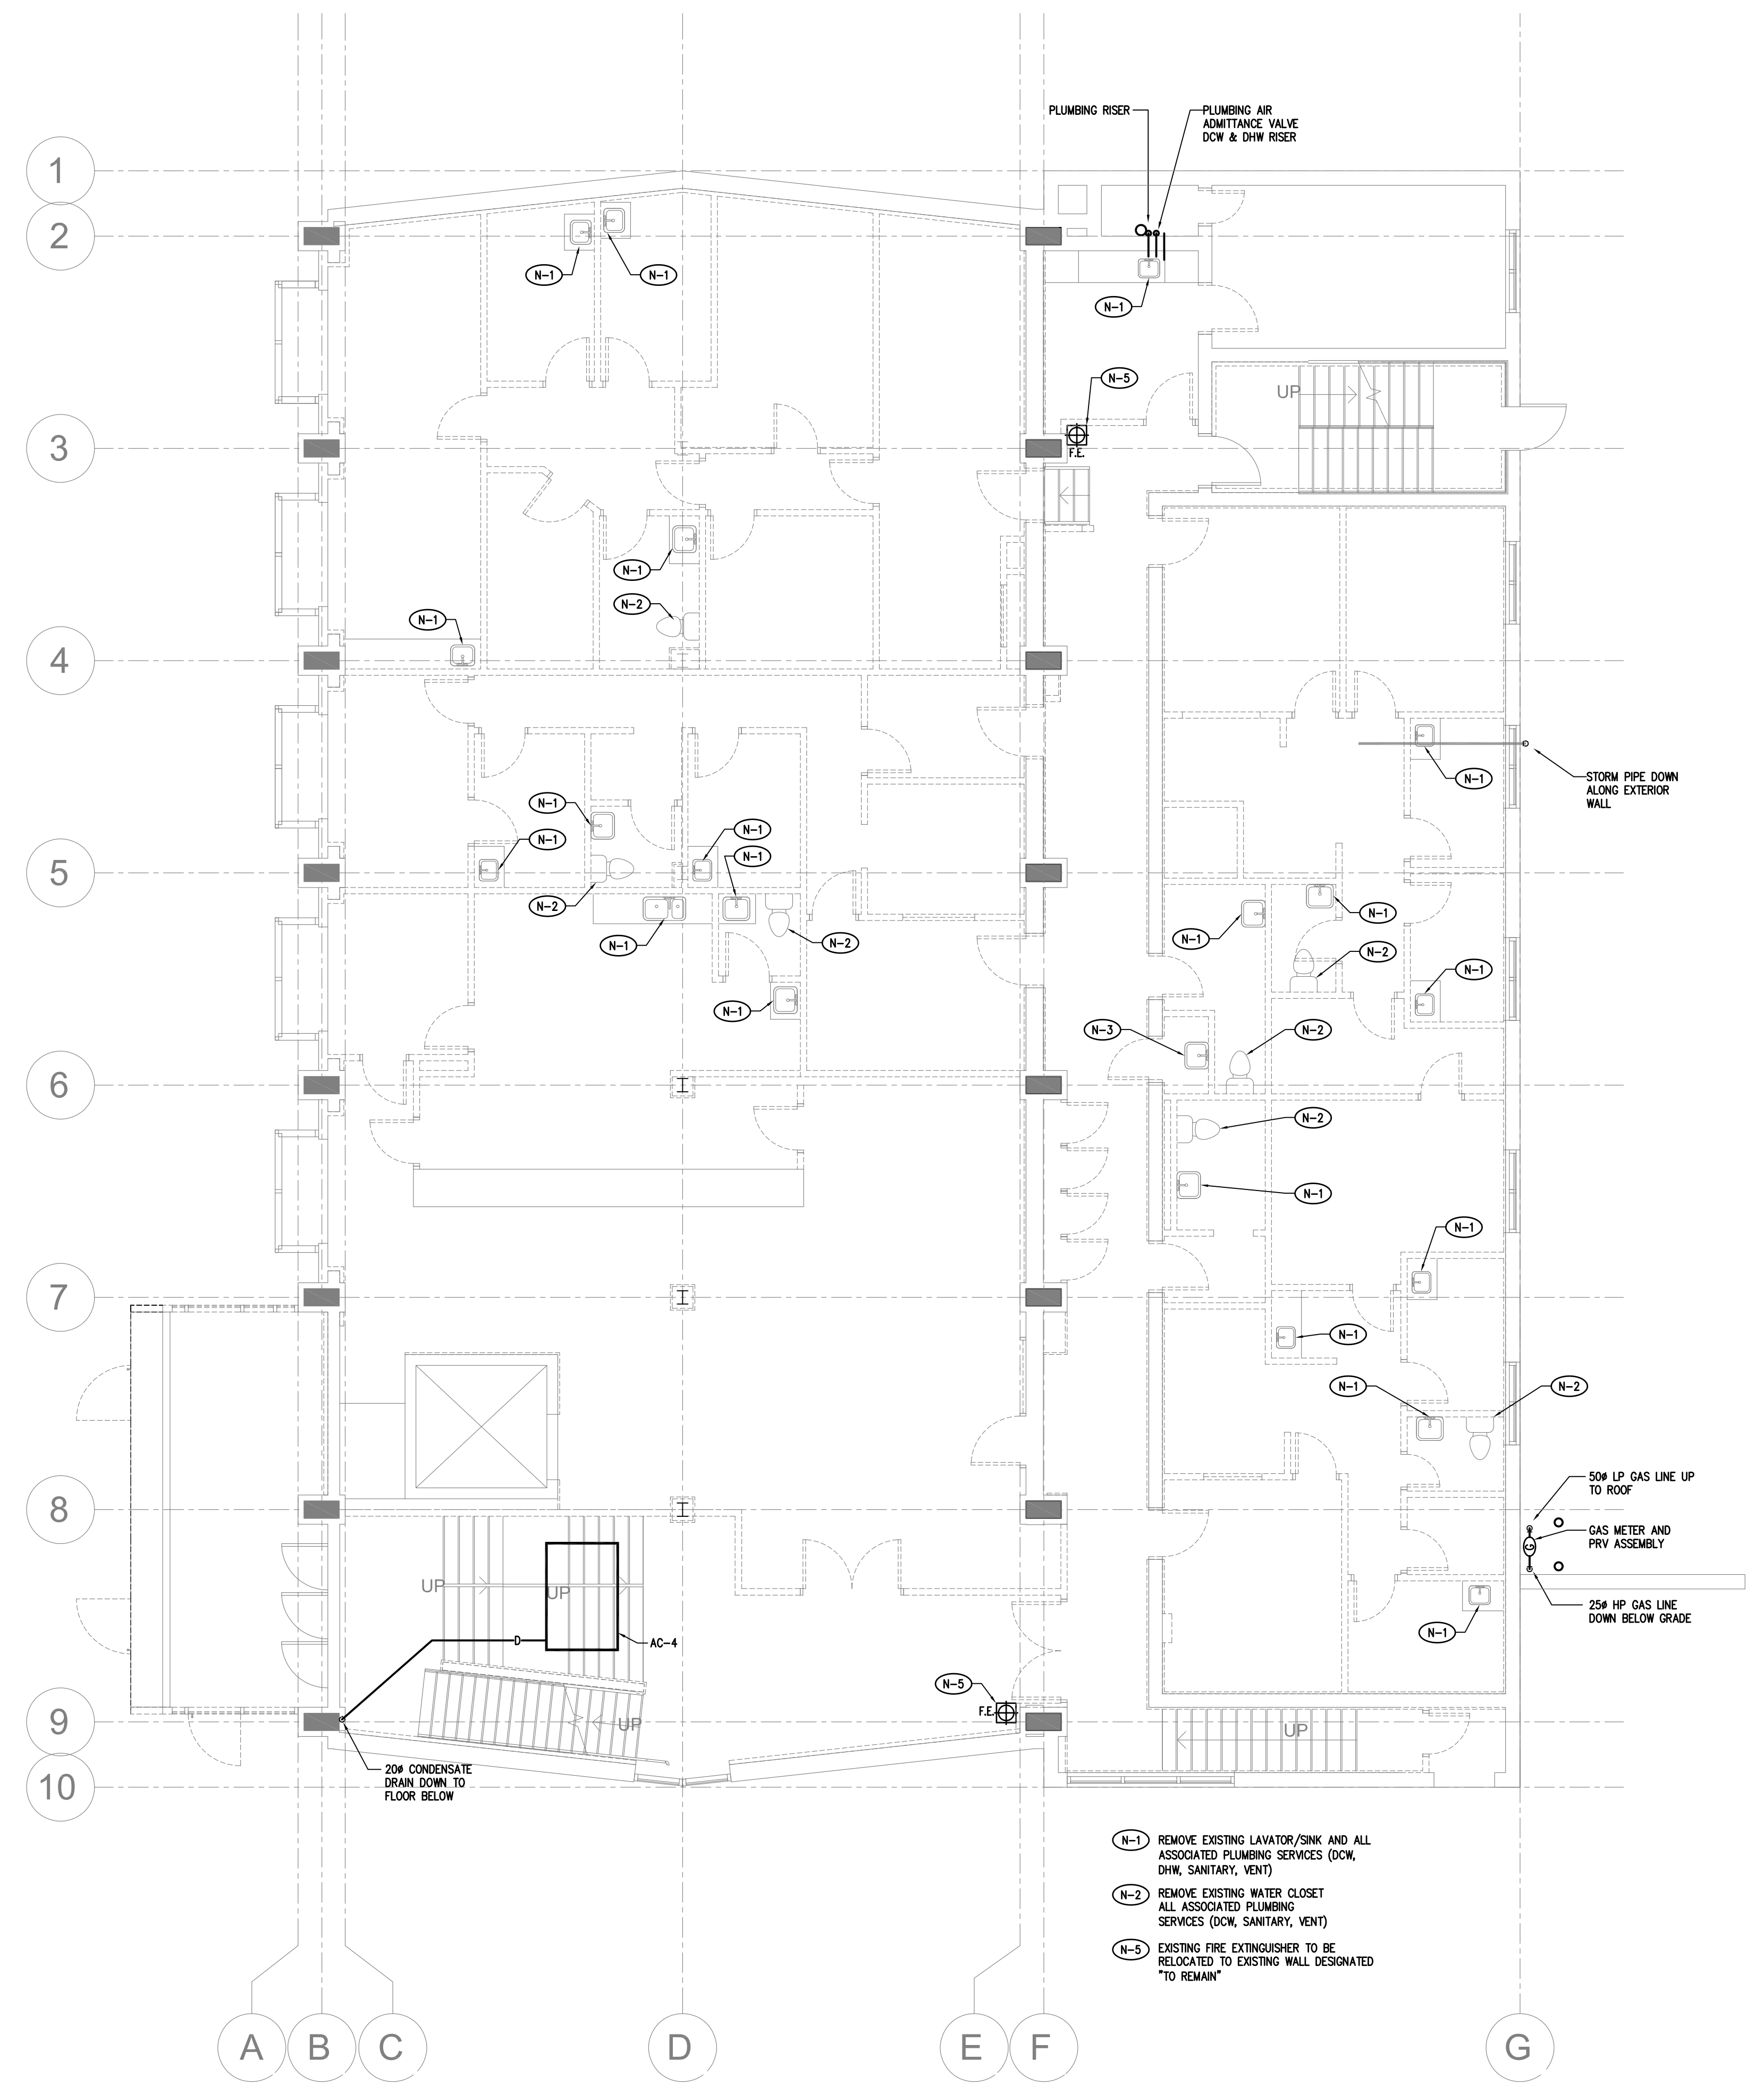 PLUMBING RISER
PLUMBING AIR
ADMITTANCE VALVE
DCW & DHW RISER
1
2
N-1
N-1
N-1
N-5
UP
3
F.E.
N-1
N-2
N-1
4
N-1
STORM PIPE DOWN
ALONG EXTERIOR
WALL
N-1
N-1
N-1
N-1
5
N-2
N-1
N-2
N-1
N-1
N-2
N-1
N-1
N-3
N-2
6
N-2
N-1
N-1
7
N-1
N-1
N-2
50ø LP GAS LINE UP
TO ROOF
8
GAS METER AND
PRV ASSEMBLY
G
UP
UP
25ø HP GAS LINE
DOWN BELOW GRADE
N-1
D
AC-4
N-5
F.E.
9
UP
UP
20ø CONDENSATE
DRAIN DOWN TO
FLOOR BELOW
10
N-1 REMOVE EXISTING LAVATOR/SINK AND ALL
ASSOCIATED PLUMBING SERVICES (DCW,
DHW, SANITARY, VENT)
N-2 REMOVE EXISTING WATER CLOSET
ALL ASSOCIATED PLUMBING
SERVICES (DCW, SANITARY, VENT)
N-5 EXISTING FIRE EXTINGUISHER TO BE
RELOCATED TO EXISTING WALL DESIGNATED
"TO REMAIN"
A B C D E F G